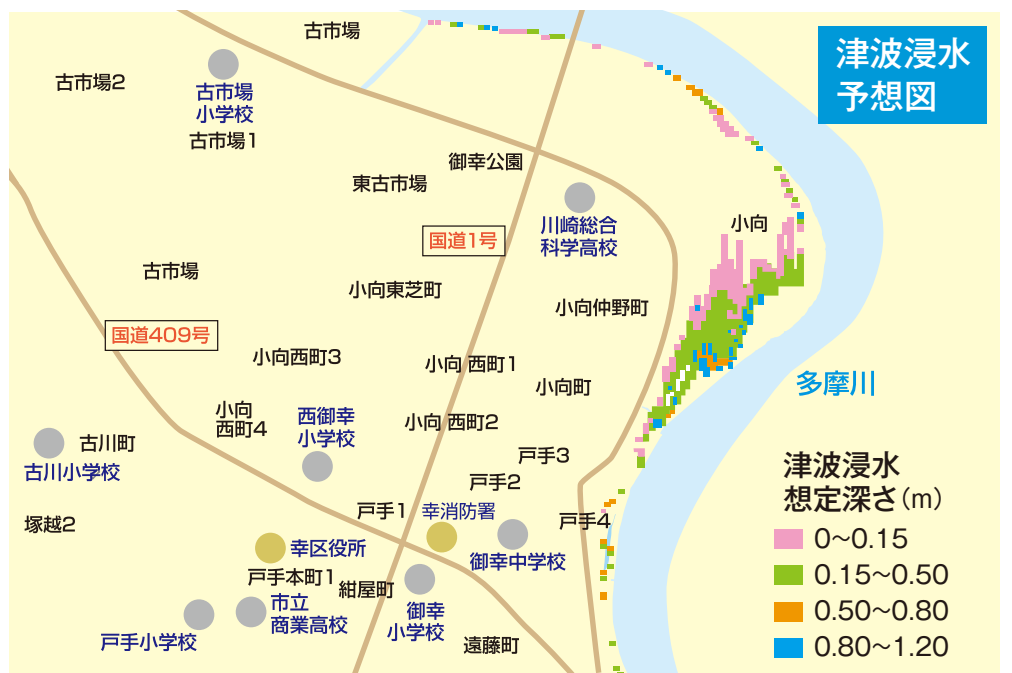 津波浸水
予想図
古市場
古市場2
古市場
小学校
古市場1
御幸公園
東古市場
川崎総合
科学高校
小向
国道1号
古市場
小向東芝町
小向仲野町
国道409号
小向西町3
小向 西町1
小向町
多摩川
小向
西町4
西御幸
小学校
小向 西町2
古川町
古川小学校
戸手3
戸手2
塚越2
戸手1
幸消防署
戸手4
御幸中学校
幸区役所
戸手本町1
紺屋町
市立
商業高校
御幸
小学校
戸手小学校
遠藤町
津波浸水
想定深さ(m)
0〜0.15
0.15〜0.50
0.50〜0.80
0.80〜1.20